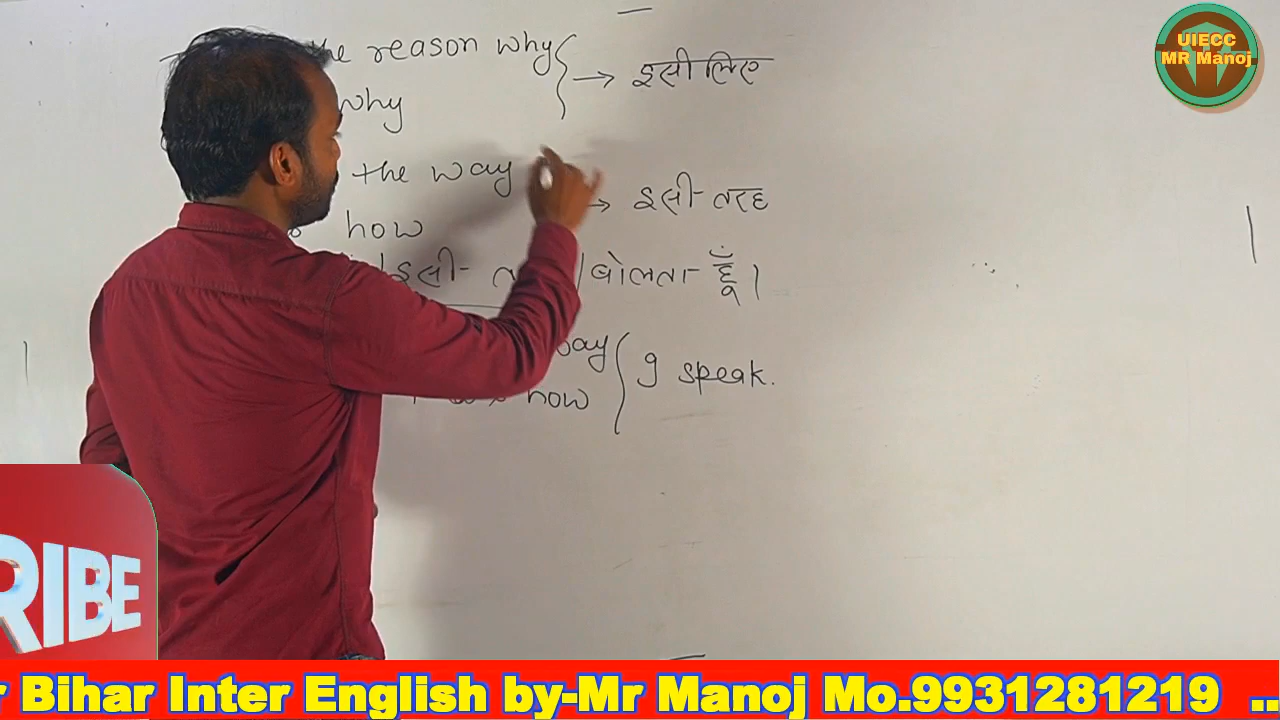 the reason why → इसीलिए
why
the way → इसी तरह
how
इसी बोलता हूँ।
way I speak.
how
UIECC
MR Manoj
RIBE
r Bihar Inter English by-Mr Manoj Mo.9931281219 ..